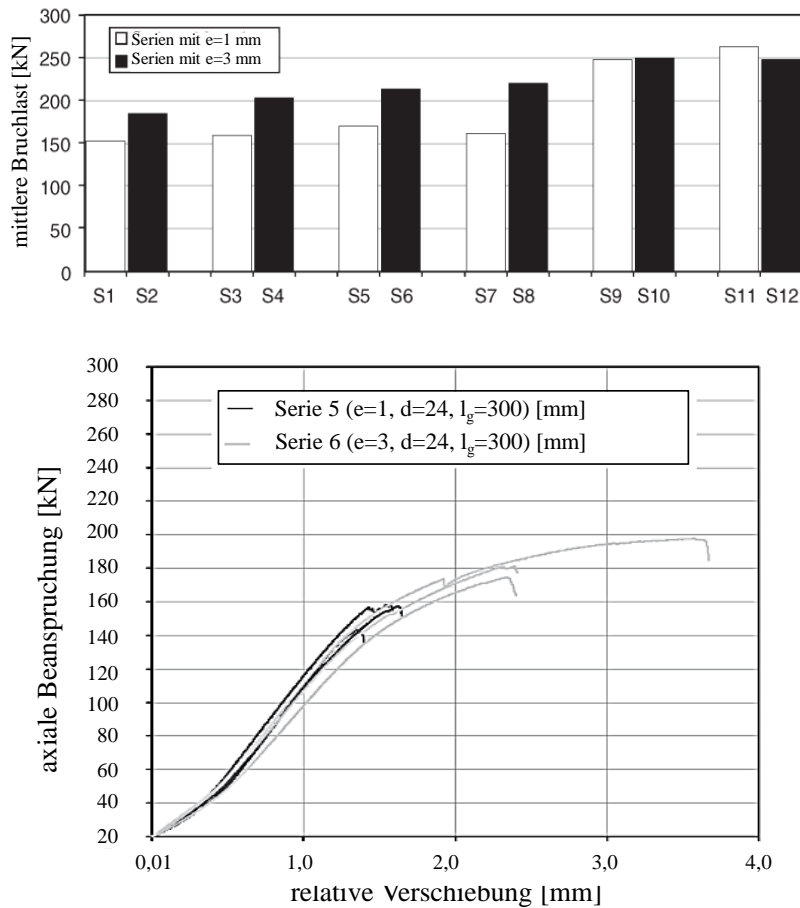 300
Serien mit e=1 mm
250
Serien mit e=3 mm
200
150
100
50
0
mittlere Bruchlast [kN]
S1 S2 S3 S4 S5 S6 S7 S8 S9 S10 S11 S12
300
280
Serie 5 (e=1, d=24, lg=300) [mm]
260
Serie 6 (e=3, d=24, lg=300) [mm]
240
220
200
180
160
140
120
100
80
60
40
20
axiale Beanspruchung [kN]
0,01 1,0 2,0 3,0 4,0
relative Verschiebung [mm]